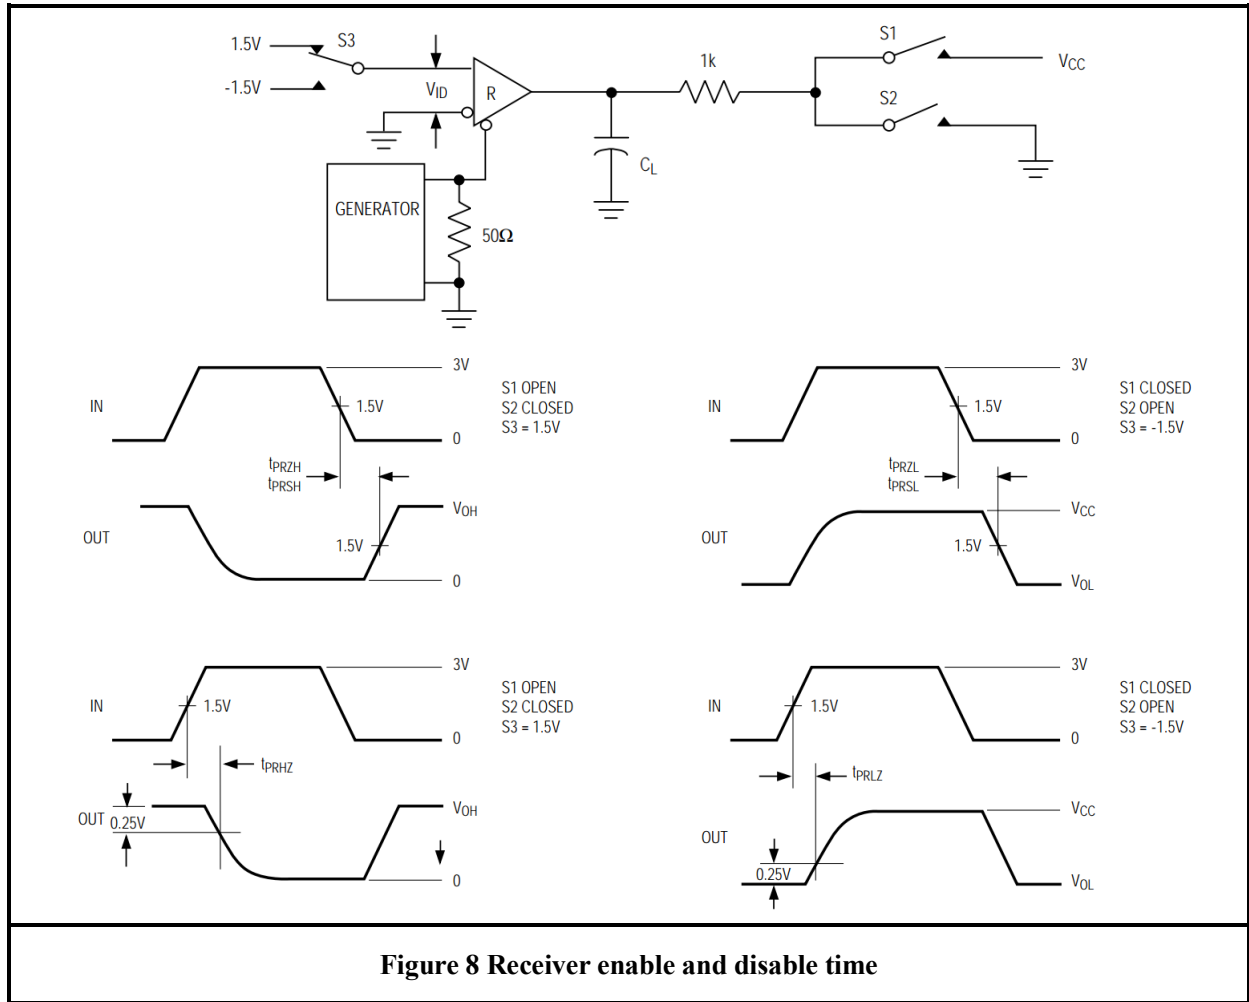 1.5V
S3
-1.5V
VID
R
1k
S1
VCC
S2
CL
GENERATOR
50Ω
IN
3V
1.5V
0
S1 OPEN
S2 CLOSED
S3 = 1.5V
tPRZH
tPRSH
OUT
VOH
1.5V
0
IN
3V
1.5V
0
S1 CLOSED
S2 OPEN
S3 = -1.5V
tPRZL
tPRSL
OUT
VCC
1.5V
VOL
IN
3V
1.5V
0
S1 OPEN
S2 CLOSED
S3 = 1.5V
tPRHZ
OUT
0.25V
VOH
0
IN
3V
1.5V
0
S1 CLOSED
S2 OPEN
S3 = -1.5V
tPRLZ
OUT
VCC
0.25V
VOL
Figure 8 Receiver enable and disable time